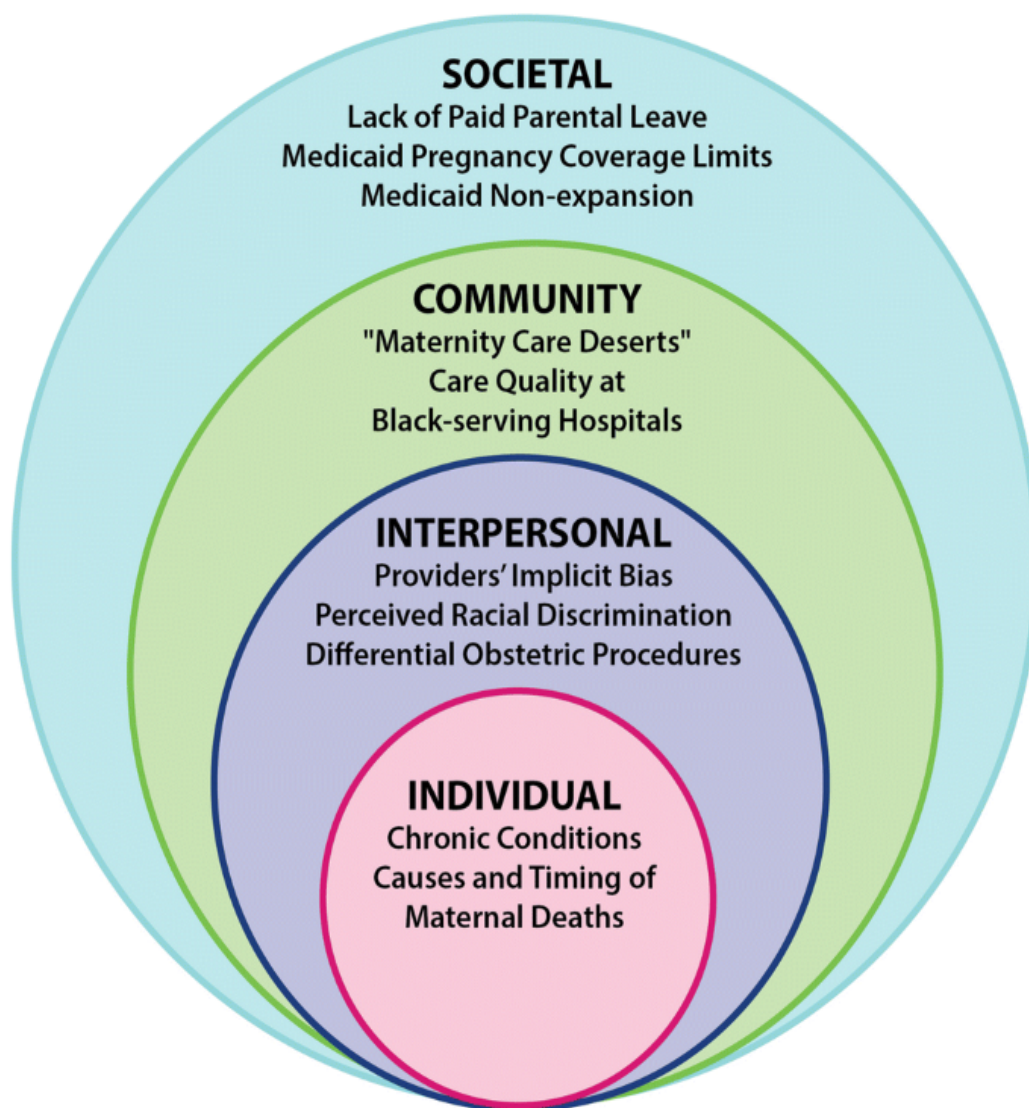 SOCIETAL
Lack of Paid Parental Leave
Medicaid Pregnancy Coverage Limits
Medicaid Non-expansion
COMMUNITY
"Maternity Care Deserts"
Care Quality at
Black-serving Hospitals
INTERPERSONAL
Providers’ Implicit Bias
Perceived Racial Discrimination
Differential Obstetric Procedures
INDIVIDUAL
Chronic Conditions
Causes and Timing of
Maternal Deaths